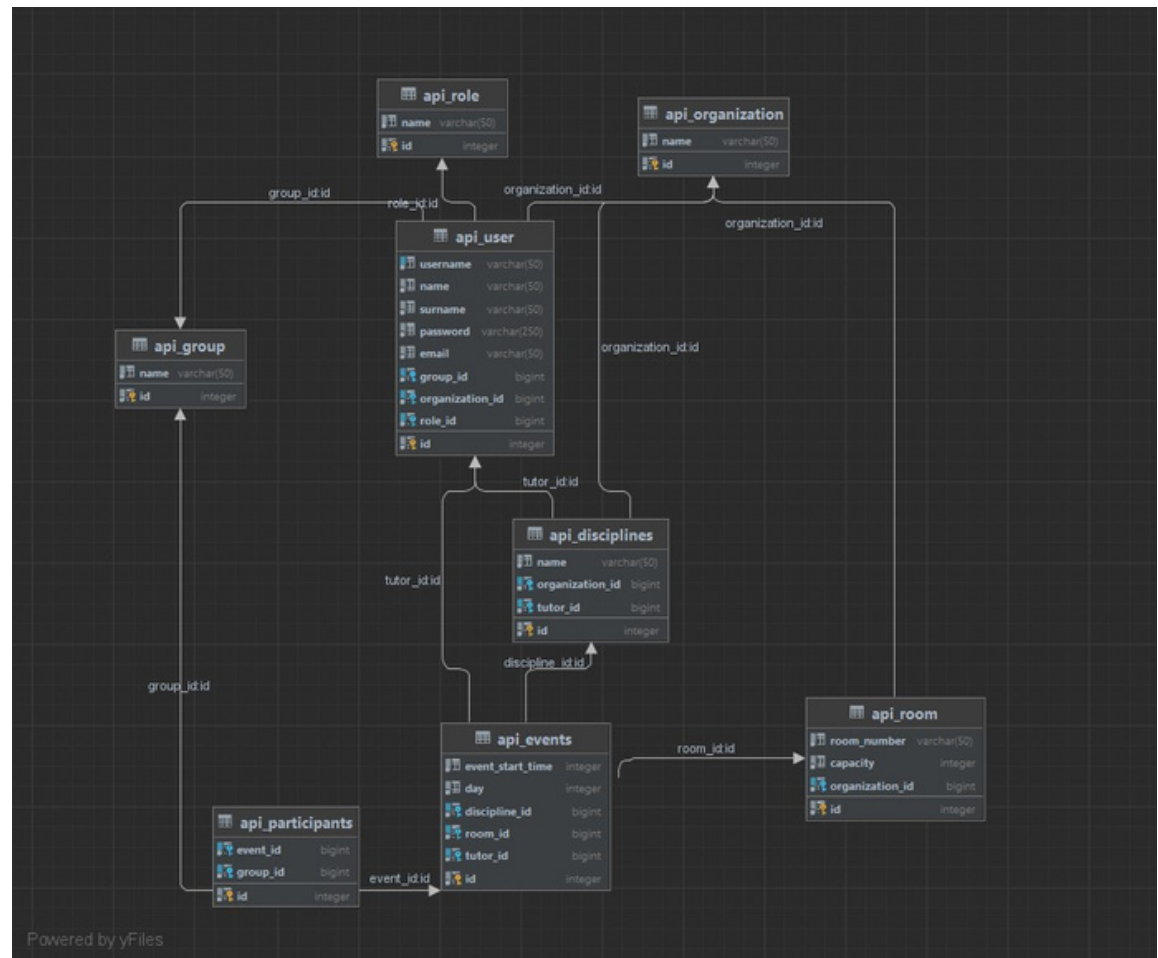 api_role
name varchar(50)
id integer
api_organization
name varchar(50)
id integer
group_id:id
role_id:id
organization_id:id
organization_id:id
api_user
username varchar(50)
name varchar(50)
surname varchar(50)
password varchar(250)
email varchar(50)
group_id bigint
organization_id bigint
role_id bigint
id integer
api_group
name varchar(50)
id integer
organization_id:id
tutor_id:id
api_disciplines
name varchar(50)
organization_id bigint
tutor_id bigint
id integer
tutor_id:id
discipline_id:id
group_id:id
api_events
event_start_time integer
day integer
discipline_id bigint
room_id bigint
tutor_id bigint
id integer
room_id:id
api_room
room_number varchar(50)
capacity integer
organization_id bigint
id integer
api_participants
event_id bigint
group_id bigint
id integer
event_id:id
Powered by yFiles